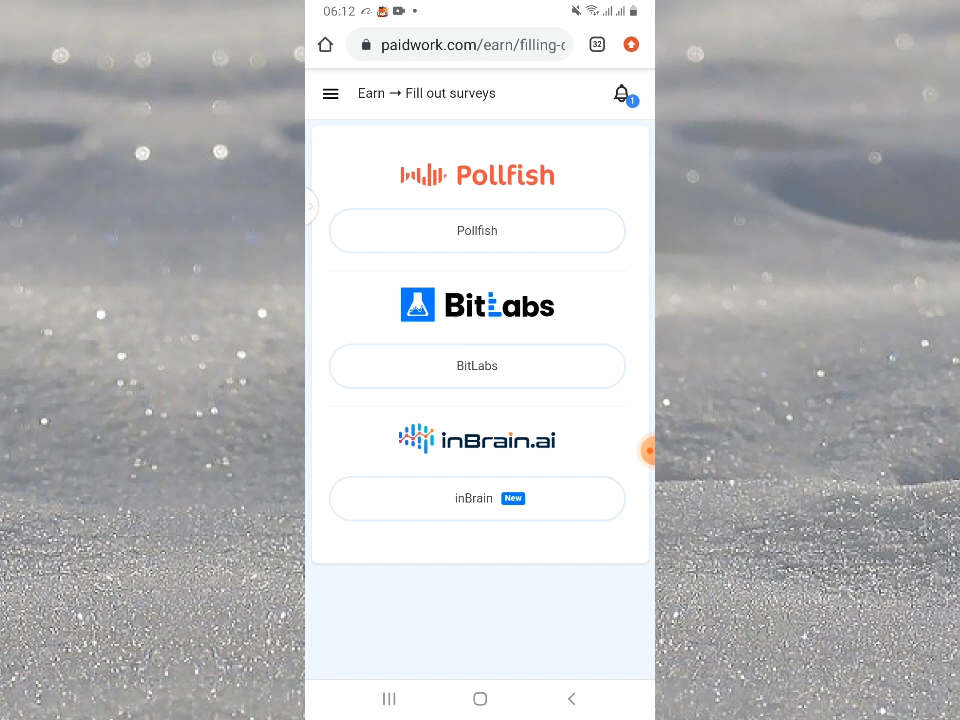 06:12
paidwork.com/earn/filling-c
32
Earn → Fill out surveys
1
Pollfish
Pollfish
BitLabs
BitLabs
inBrain.ai
inBrain New